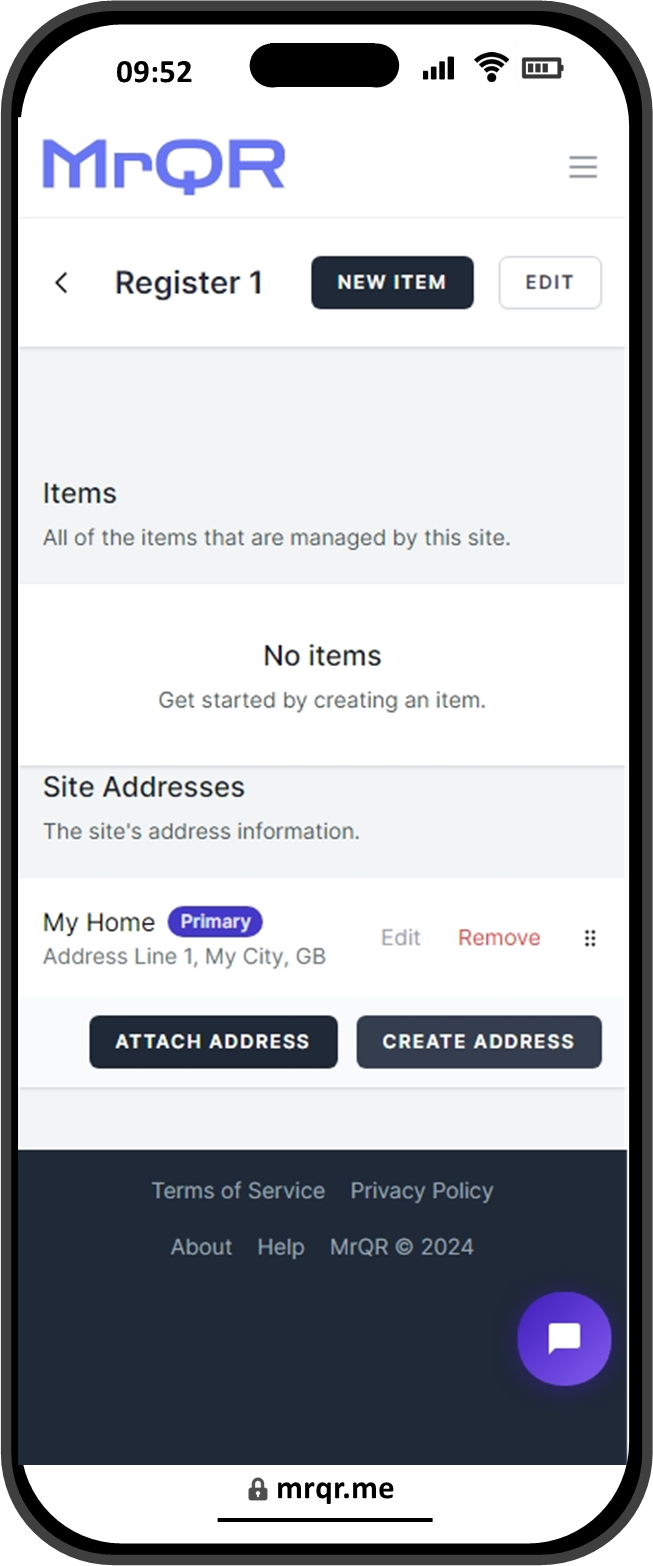 09:52
MrQR
Register 1 NEW ITEM EDIT
Items
All of the items that are managed by this site.
No items
Get started by creating an item.
Site Addresses
The site's address information.
My Home Primary
Address Line 1, My City, GB
Edit Remove
ATTACH ADDRESS CREATE ADDRESS
Terms of Service Privacy Policy
About Help MrQR © 2024
mrqr.me